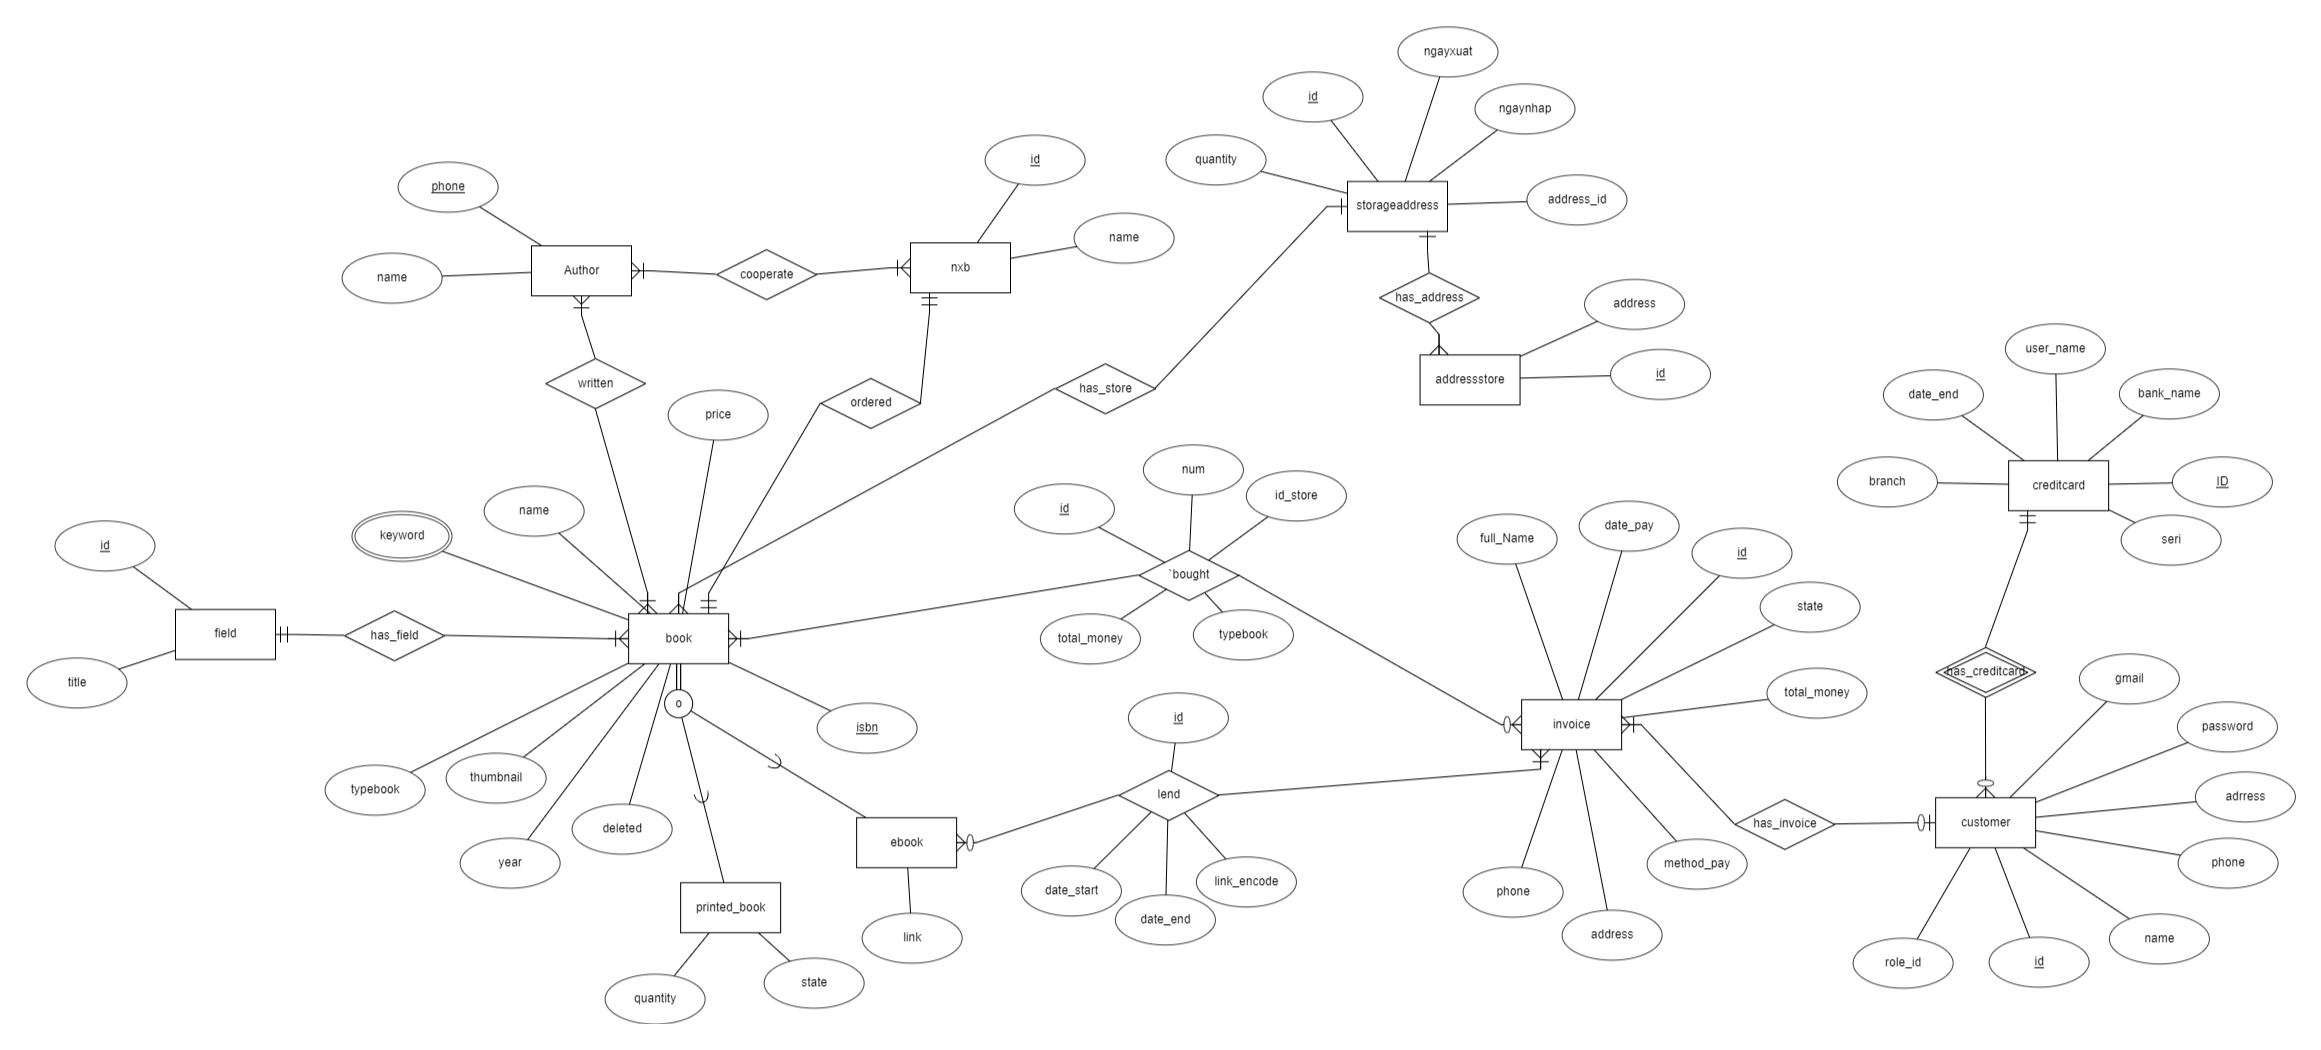 ngayxuat
id
ngaynhap
quantity
address_id
storageaddress
id
phone
name
name
Author
cooperate
nxb
has_address
address
addressstore
id
written
ordered
has_store
price
user_name
date_end
bank_name
branch
creditcard
ID
seri
num
id_store
id
`bought
total_money
typebook
name
keyword
id
field
title
has_field
book
full_Name
date_pay
id
state
total_money
invoice
has_creditcard
gmail
password
adrress
phone
customer
has_invoice
name
id
role_id
method_pay
address
phone
id
lend
date_start
date_end
link_encode
o
isbn
typebook
thumbnail
year
deleted
ebook
link
printed_book
quantity
state